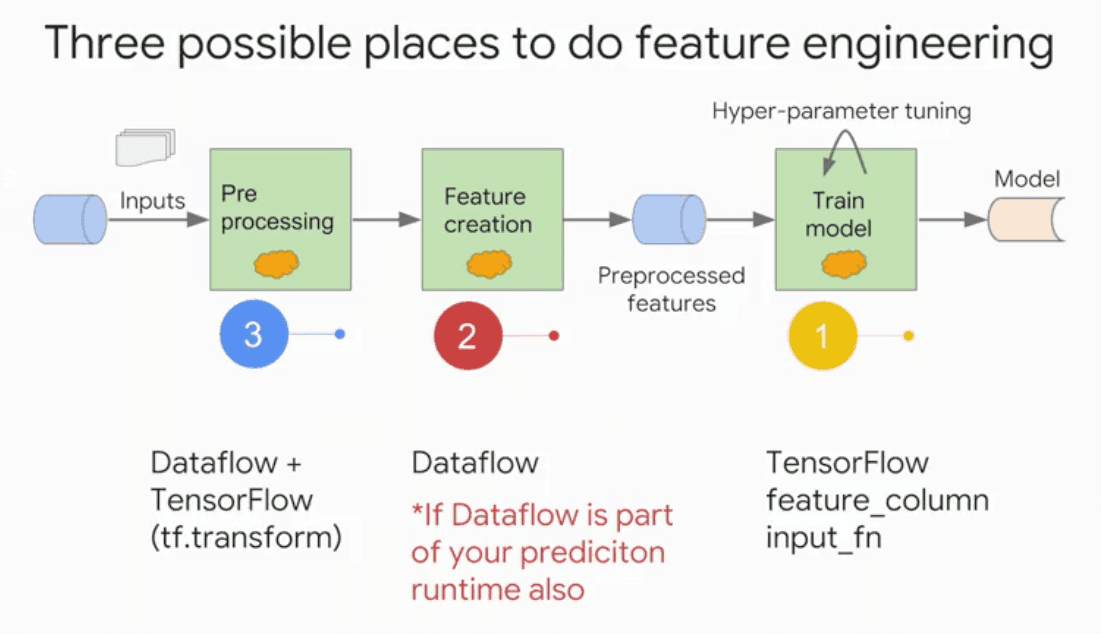 Three possible places to do feature engineering
Hyper-parameter tuning
Inputs
Pre
processing
Feature
creation
Preprocessed
features
Train
model
Model
3
2
1
Dataflow +
TensorFlow
(tf.transform)
Dataflow
*If Dataflow is part
of your prediciton
runtime also
TensorFlow
feature_column
input_fn